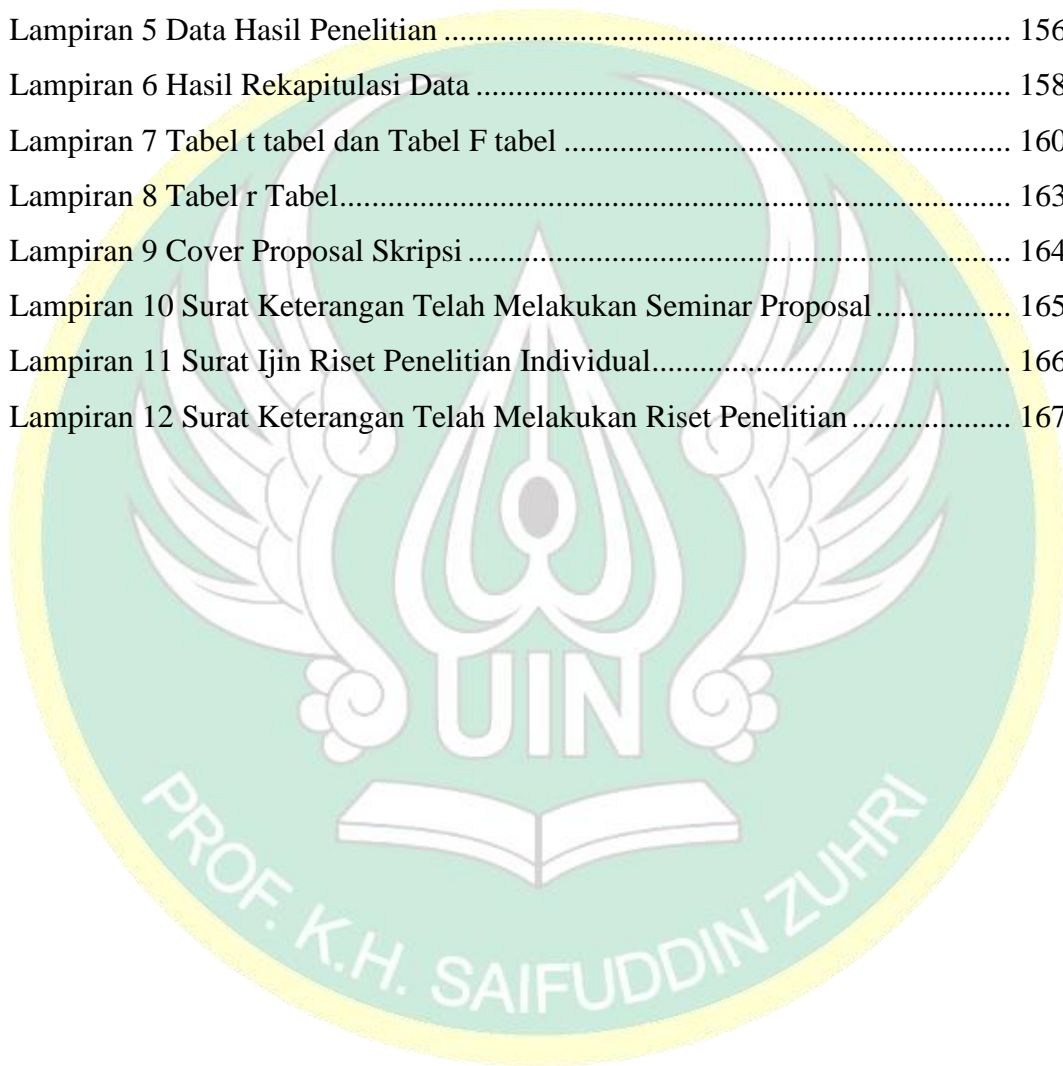 Lampiran 5 Data Hasil Penelitian ....................................................................... 156
Lampiran 6 Hasil Rekapitulasi Data ................................................................... 158
Lampiran 7 Tabel t tabel dan Tabel F tabel ........................................................ 160
Lampiran 8 Tabel r Tabel.................................................................................... 163
Lampiran 9 Cover Proposal Skripsi .................................................................... 164
Lampiran 10 Surat Keterangan Telah Melakukan Seminar Proposal ................. 165
Lampiran 11 Surat Ijin Riset Penelitian Individual............................................. 166
Lampiran 12 Surat Keterangan Telah Melakukan Riset Penelitian .................... 167
UIN
PROF. K.H. SAIFUDDIN ZUHRI